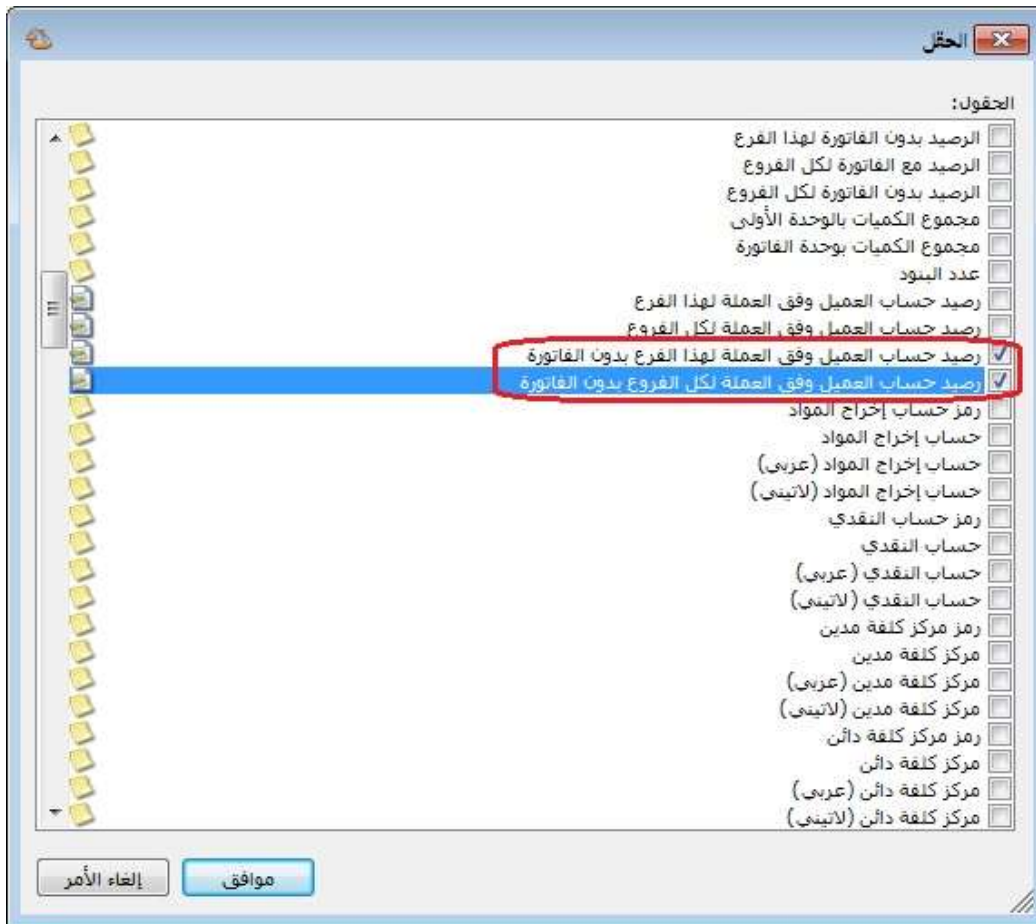 الحقل
الحقول:
الرصيد بدون الفاتورة لهذا الفرع
الرصيد مع الفاتورة لكل الفروع
الرصيد بدون الفاتورة لكل الفروع
مجموع الكميات بالوحدة الأولى
مجموع الكميات بوحدة الفاتورة
عدد البنود
رصيد حساب العميل وفق العملة لهذا الفرع
رصيد حساب العميل وفق العملة لكل الفروع
رصيد حساب العميل وفق العملة لهذا الفرع بدون الفاتورة
رصيد حساب العميل وفق العملة لكل الفروع بدون الفاتورة
رمز حساب إخراج المواد
حساب إخراج المواد
حساب إخراج المواد (عربي)
حساب إخراج المواد (لاتيني)
رمز حساب النقدي
حساب النقدي
حساب النقدي (عربي)
حساب النقدي (لاتيني)
رمز مركز كلفة مدين
مركز كلفة مدين
مركز كلفة مدين (عربي)
مركز كلفة مدين (لاتيني)
رمز مركز كلفة دائن
مركز كلفة دائن
مركز كلفة دائن (عربي)
مركز كلفة دائن (لاتيني)
موافق
إلغاء الأمر